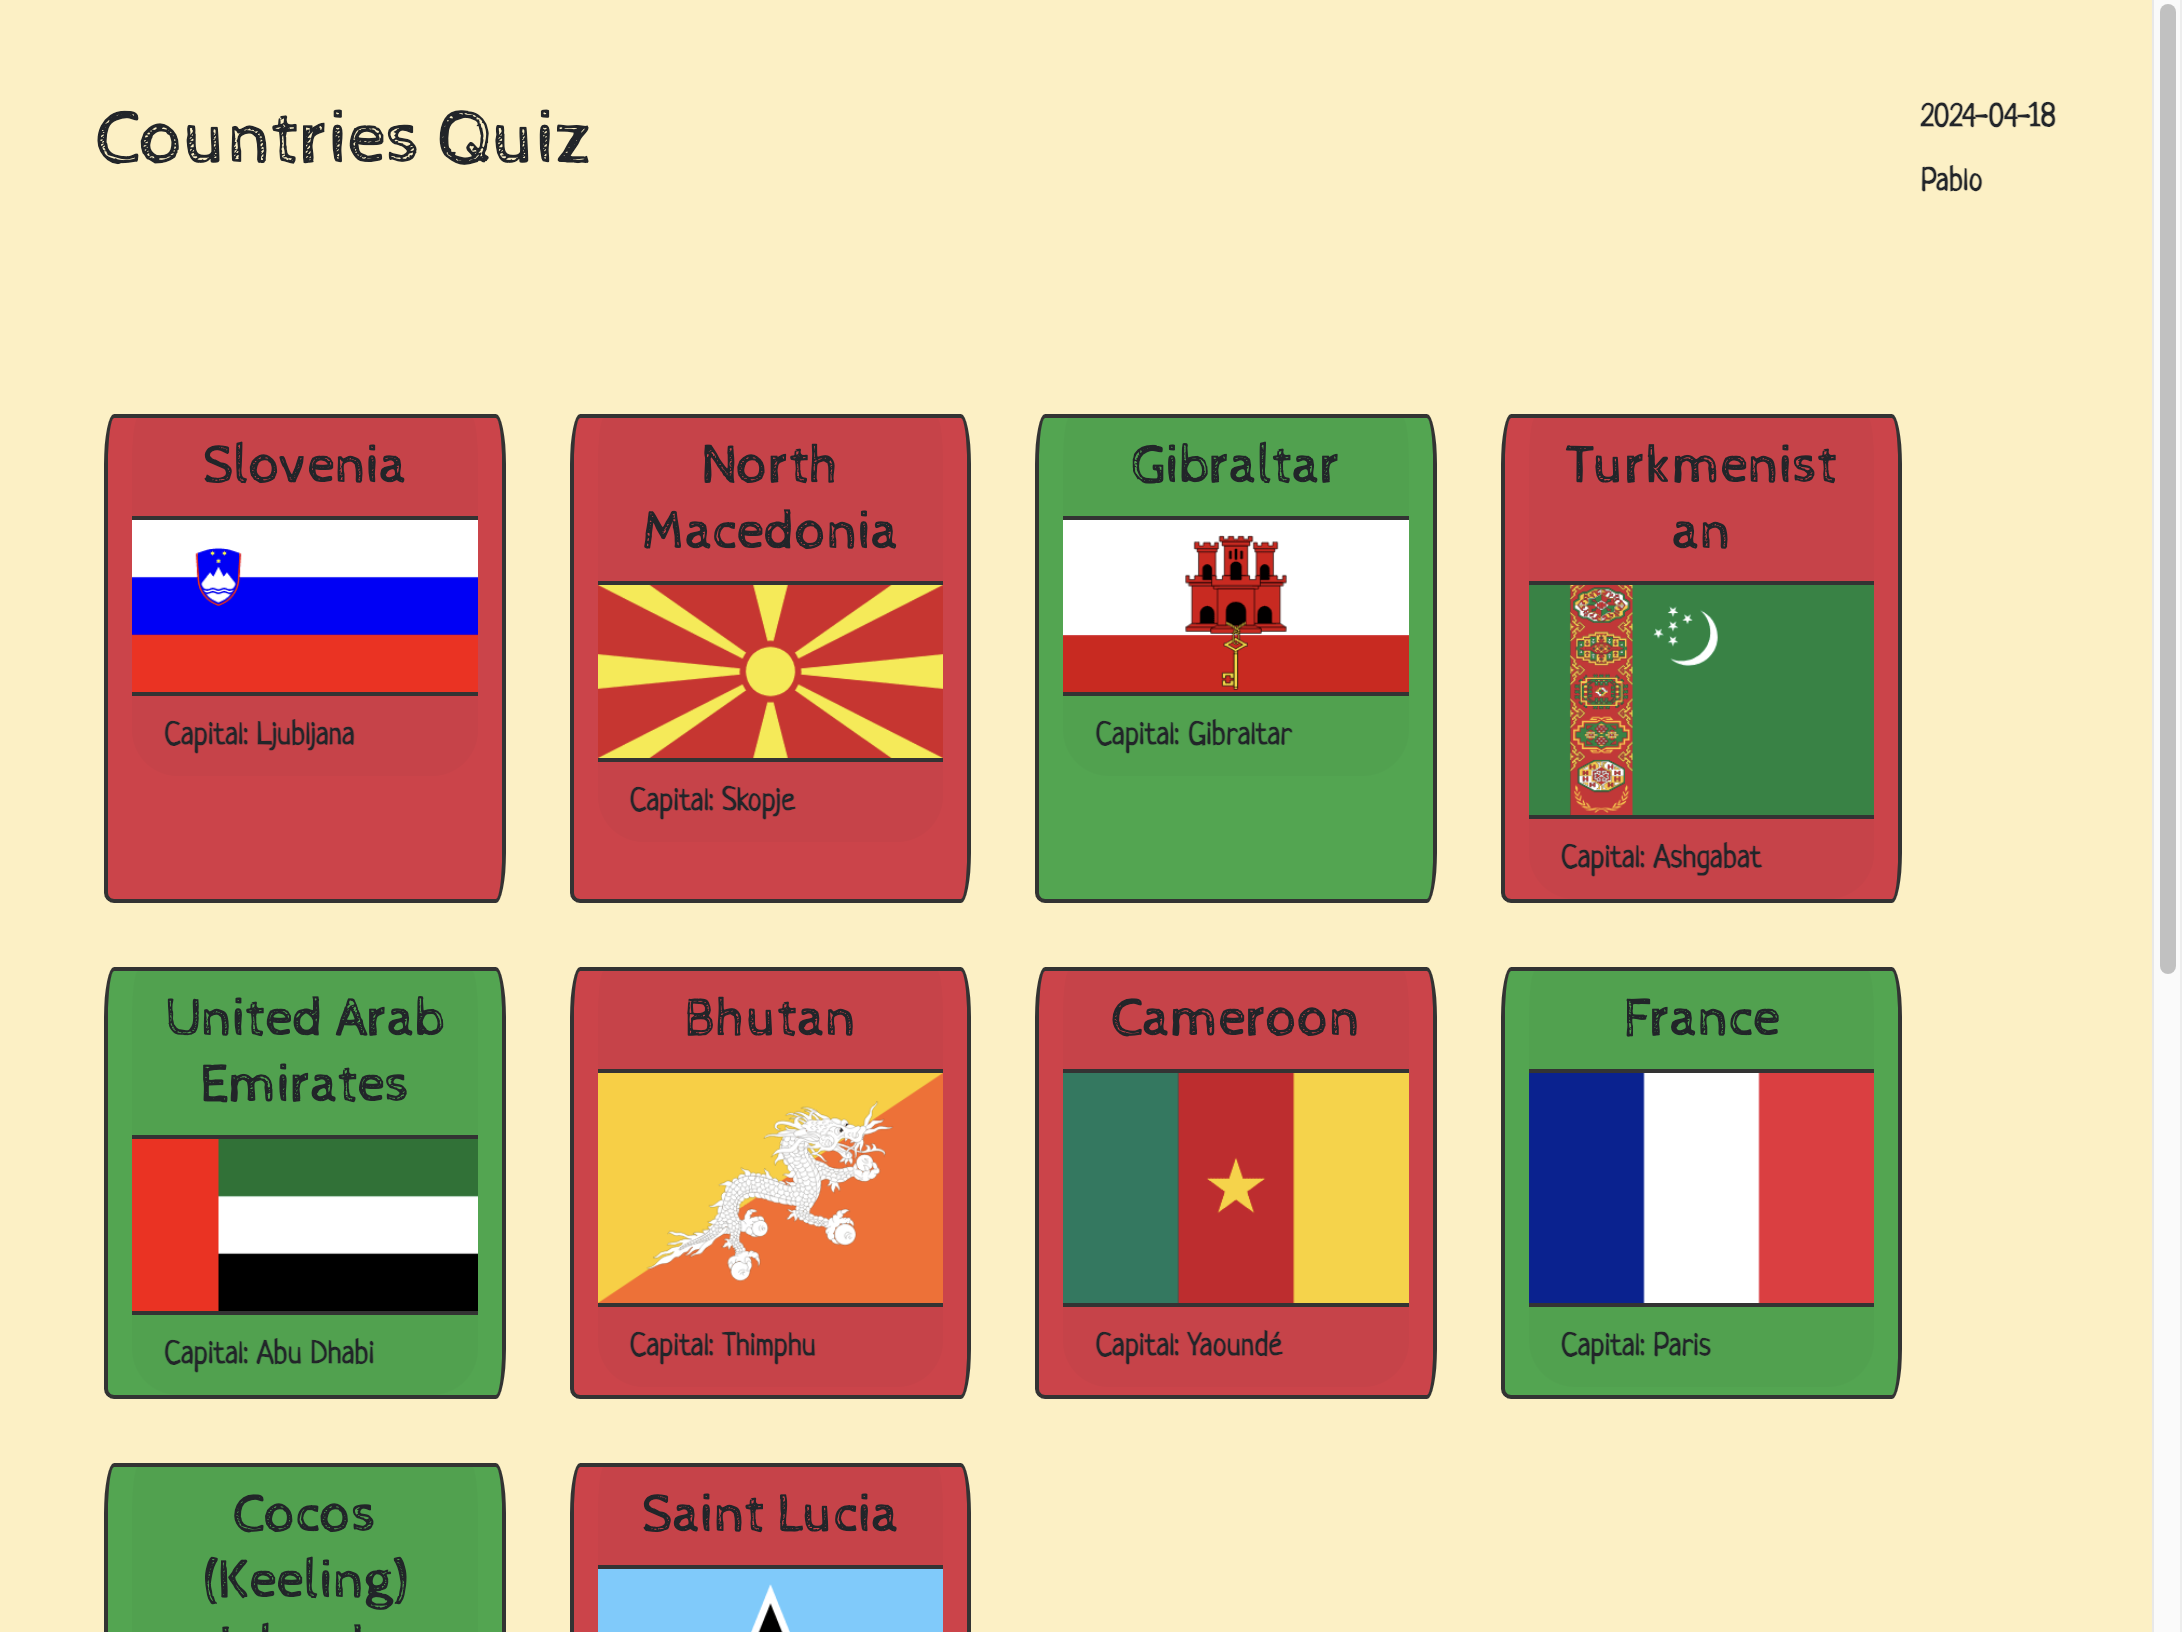 Countries Quiz
2024-04-18
Pablo
Slovenia
Capital: Ljubljana
North
Macedonia
Capital: Skopje
Gibraltar
Capital: Gibraltar
Turkmenist
an
Capital: Ashgabat
United Arab
Emirates
Capital: Abu Dhabi
Bhutan
Capital: Thimphu
Cameroon
Capital: Yaoundé
France
Capital: Paris
Cocos
(Keeling)
Saint Lucia